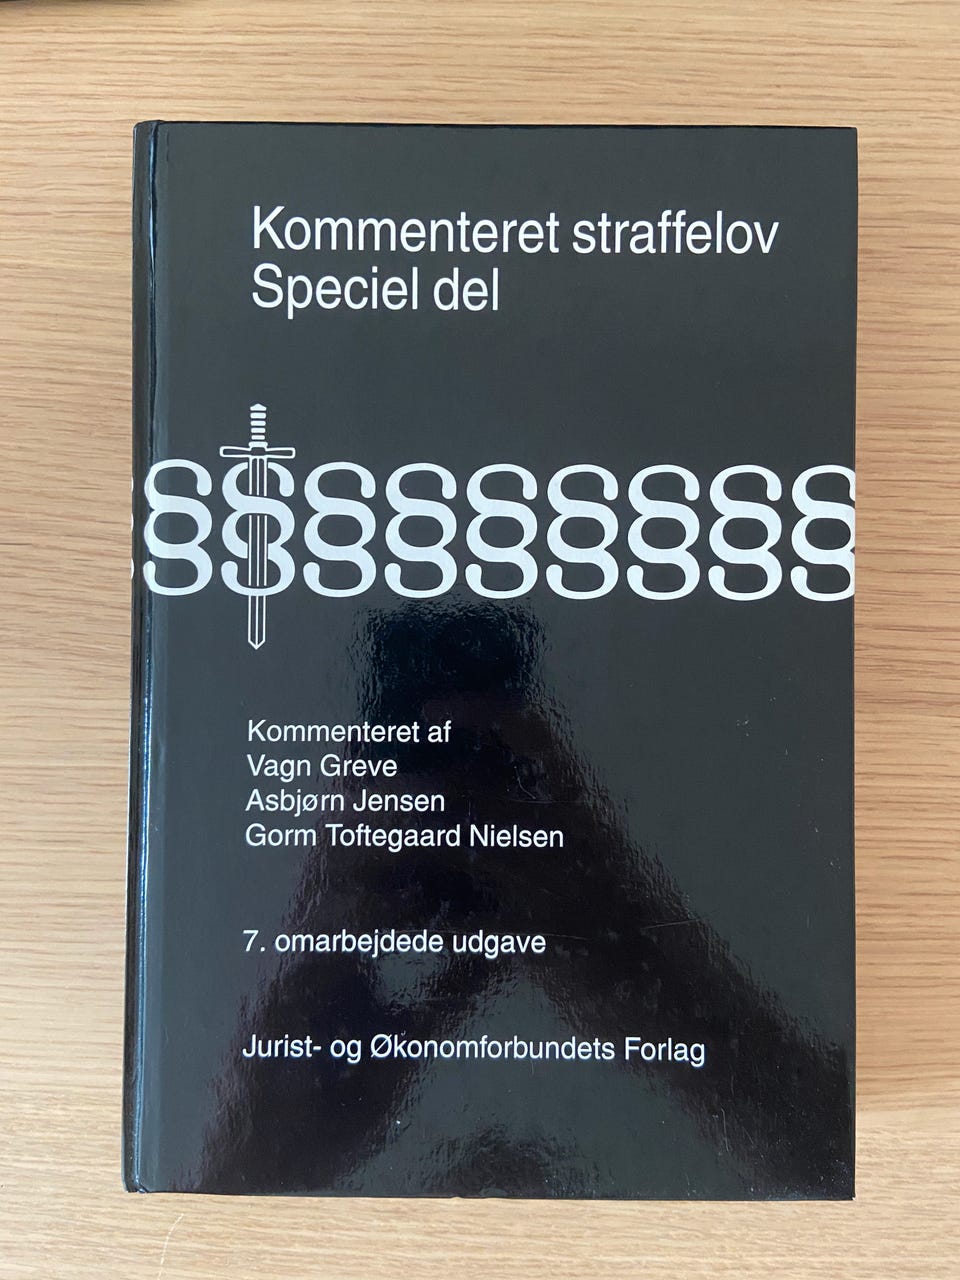 Kommenteret straffelov
Speciel del
§§§§§§§§§
Kommenteret af
Vagn Greve
Asbjørn Jensen
Gorm Toftegaard Nielsen
7. omarbejdede udgave
Jurist- og Økonomforbundets Forlag